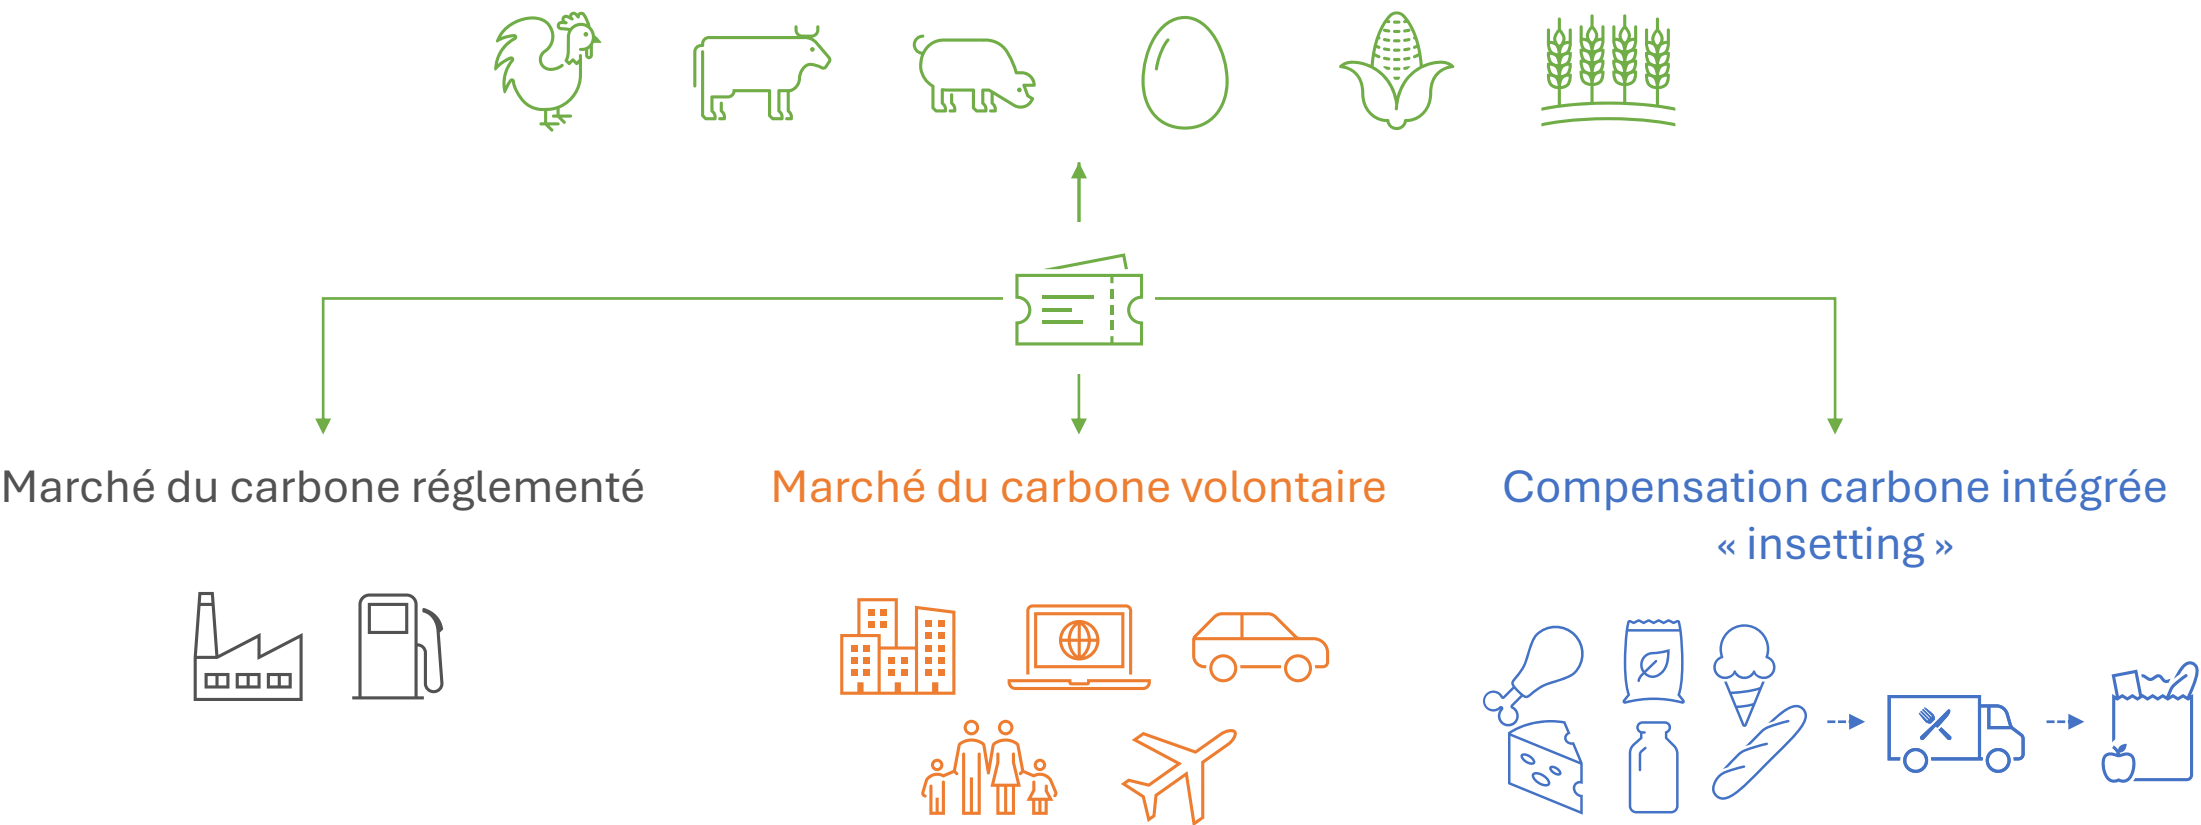 Marché du carbone réglementé
Marché du carbone volontaire
Compensation carbone intégrée
« insetting »